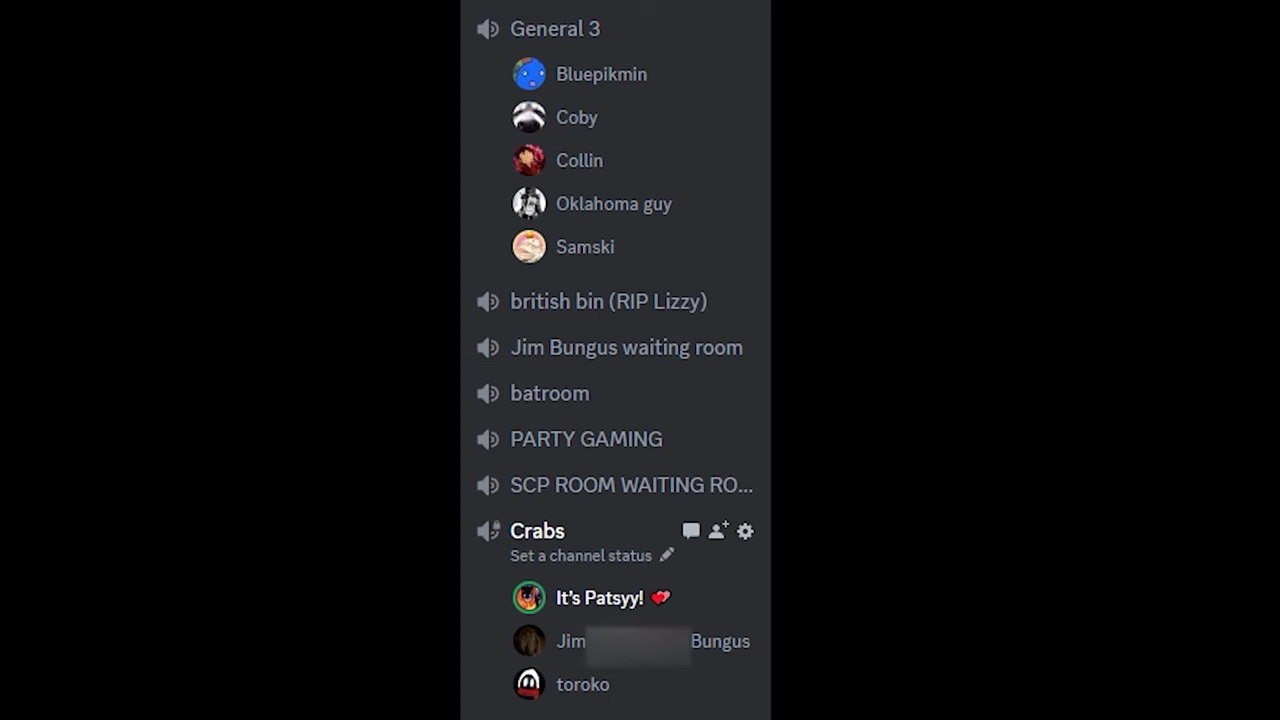 General 3
Bluepikmin
Coby
Collin
Oklahoma guy
Samski
british bin (RIP Lizzy)
Jim Bungus waiting room
batroom
PARTY GAMING
SCP ROOM WAITING RO...
Crabs
Set a channel status
It's Patsyy! 💕
Jim Bungus
toroko